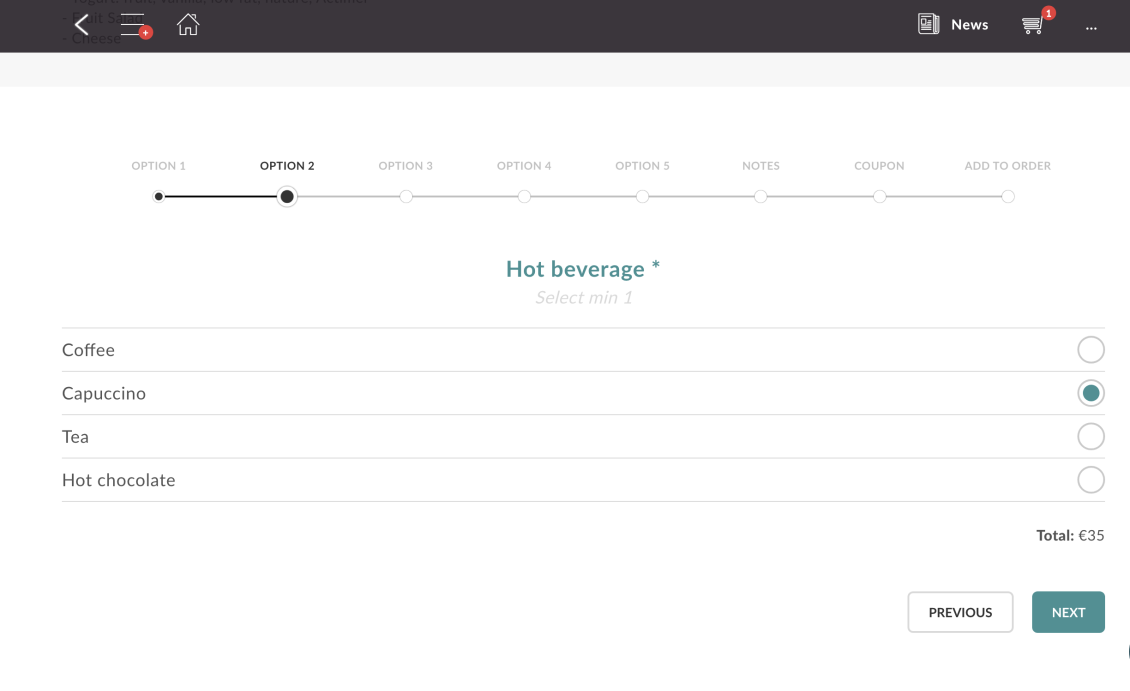 - Yogurt: fruit, vanilla, low fat, nature,
- Fruit Salad
- Cheese
+
News
1
...
OPTION 1 OPTION 2 OPTION 3 OPTION 4 OPTION 5 NOTES COUPON ADD TO ORDER
Hot beverage *
Select min 1
Coffee
Capuccino
Tea
Hot chocolate
Total: €35
PREVIOUS NEXT